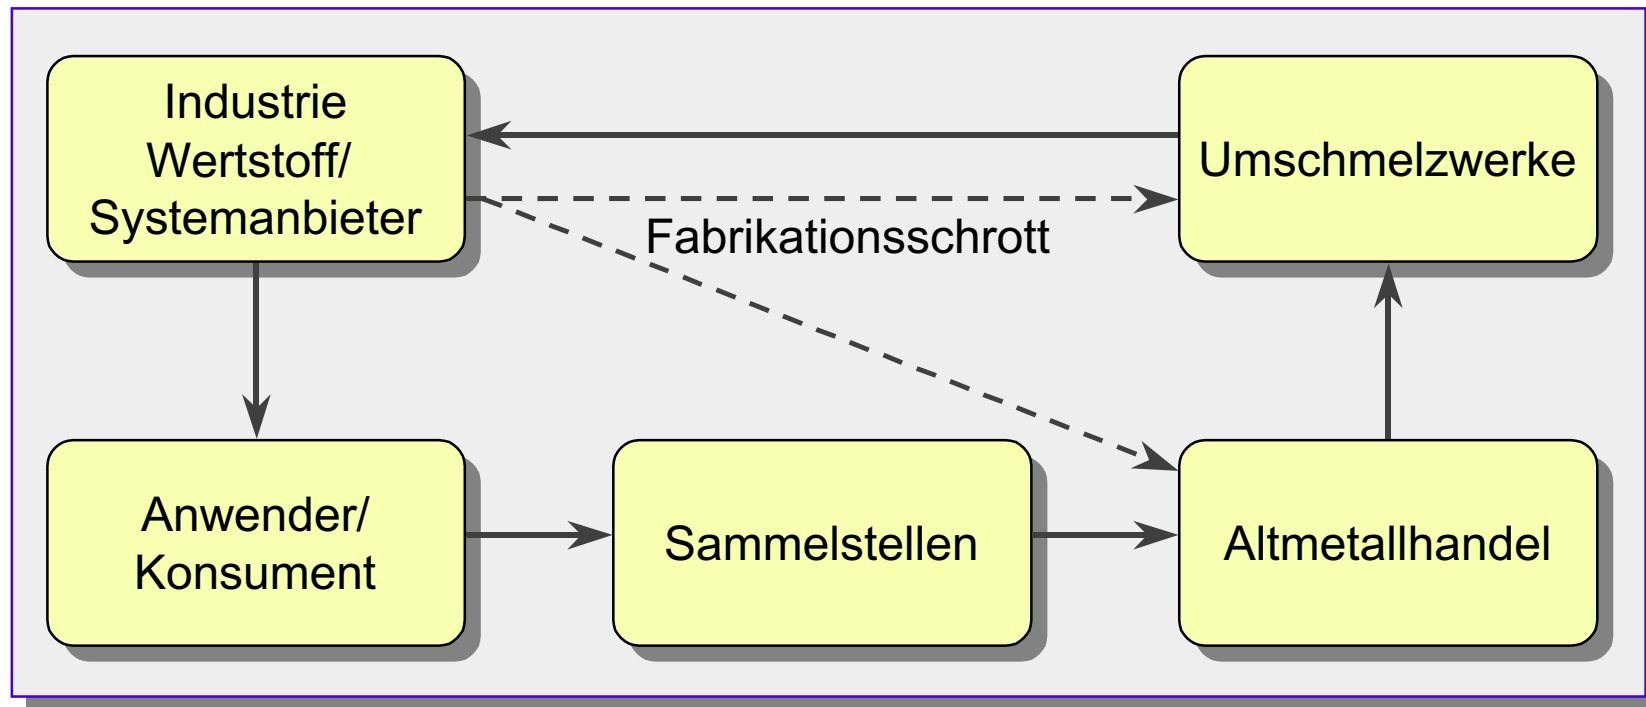 Industrie
Wertstoff/
Systemanbieter
Umschmelzwerke
Fabrikationsschrott
Anwender/
Konsument
Sammelstellen
Altmetallhandel